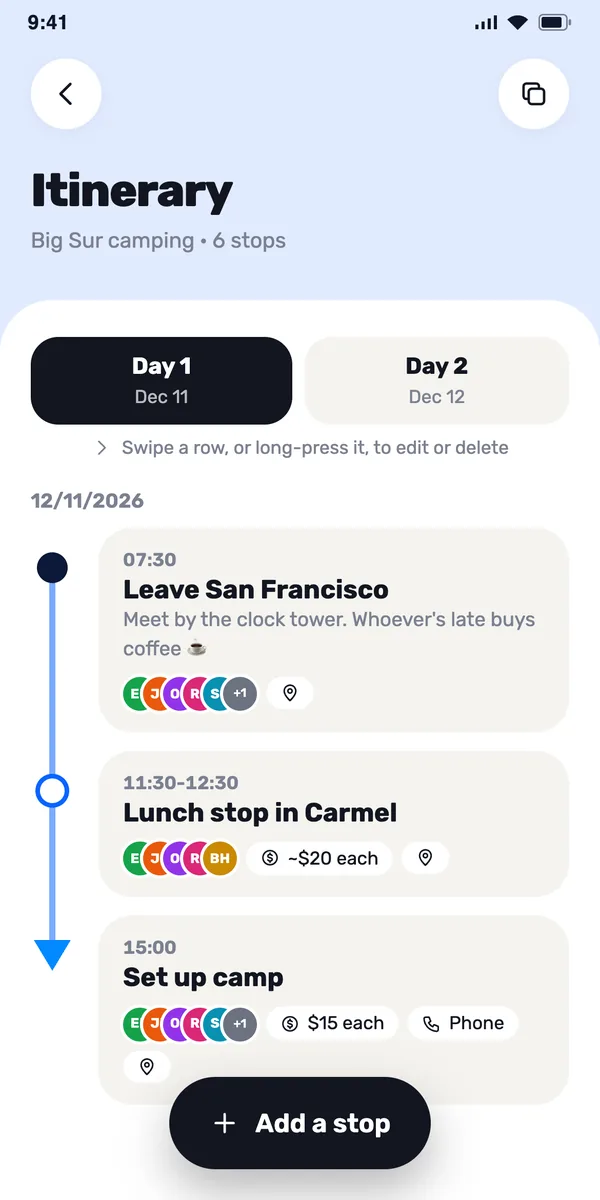 9:41
Itinerary
Big Sur camping • 6 stops
Day 1
Dec 11
Day 2
Dec 12
Swipe a row, or long-press it, to edit or delete
12/11/2026
07:30
Leave San Francisco
Meet by the clock tower. Whoever's late buys
coffee ☕
E J O R S +1
11:30-12:30
Lunch stop in Carmel
E J O R BH ~$20 each
15:00
Set up camp
E J O R S +1 $15 each Phone
Add a stop